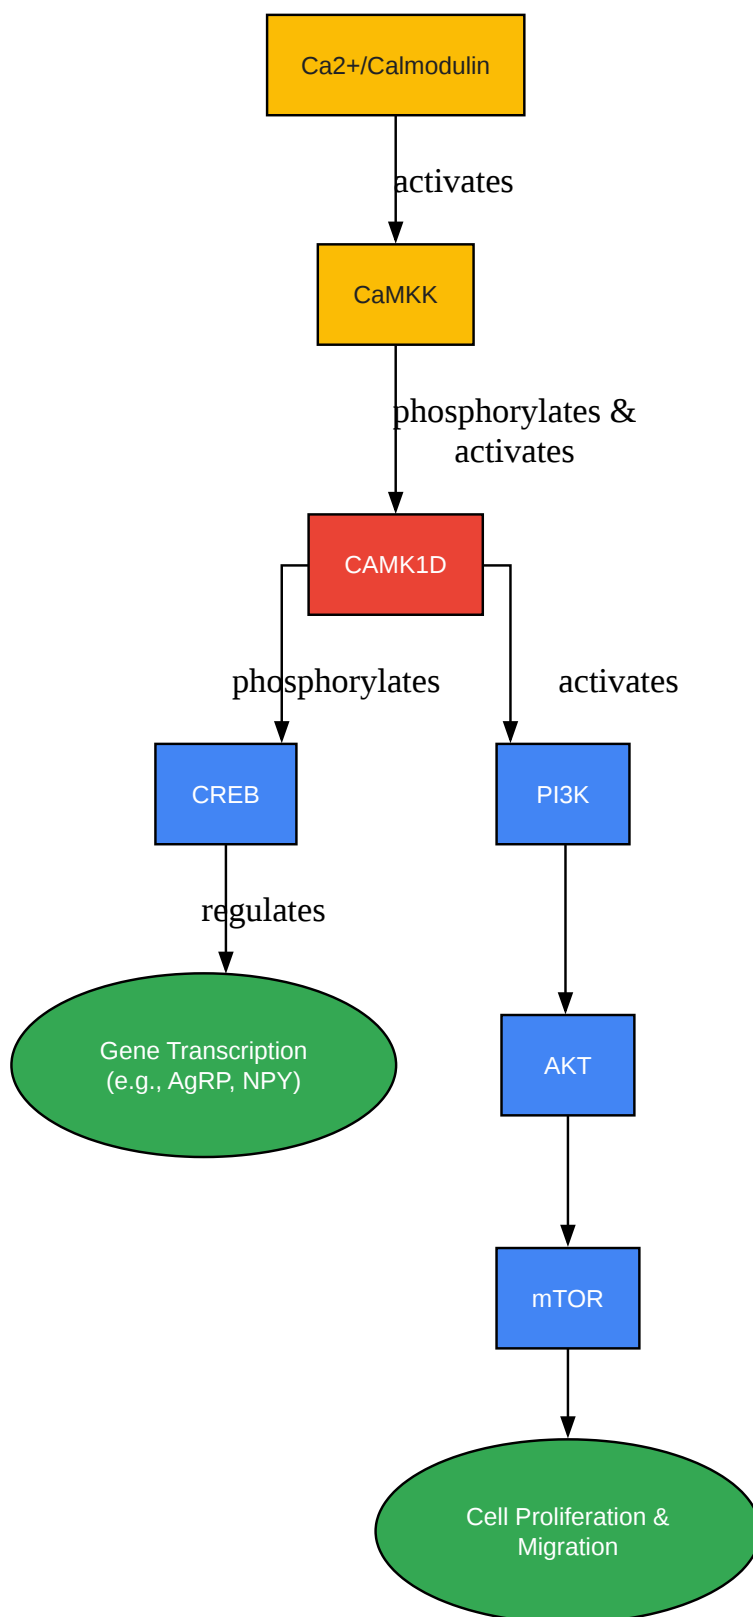 Ca2+/Calmodulin
activates
CaMKK
phosphorylates &
activates
CAMK1D
phosphorylates
activates
CREB
PI3K
regulates
Gene Transcription
(e.g., AgRP, NPY)
AKT
mTOR
Cell Proliferation &
Migration